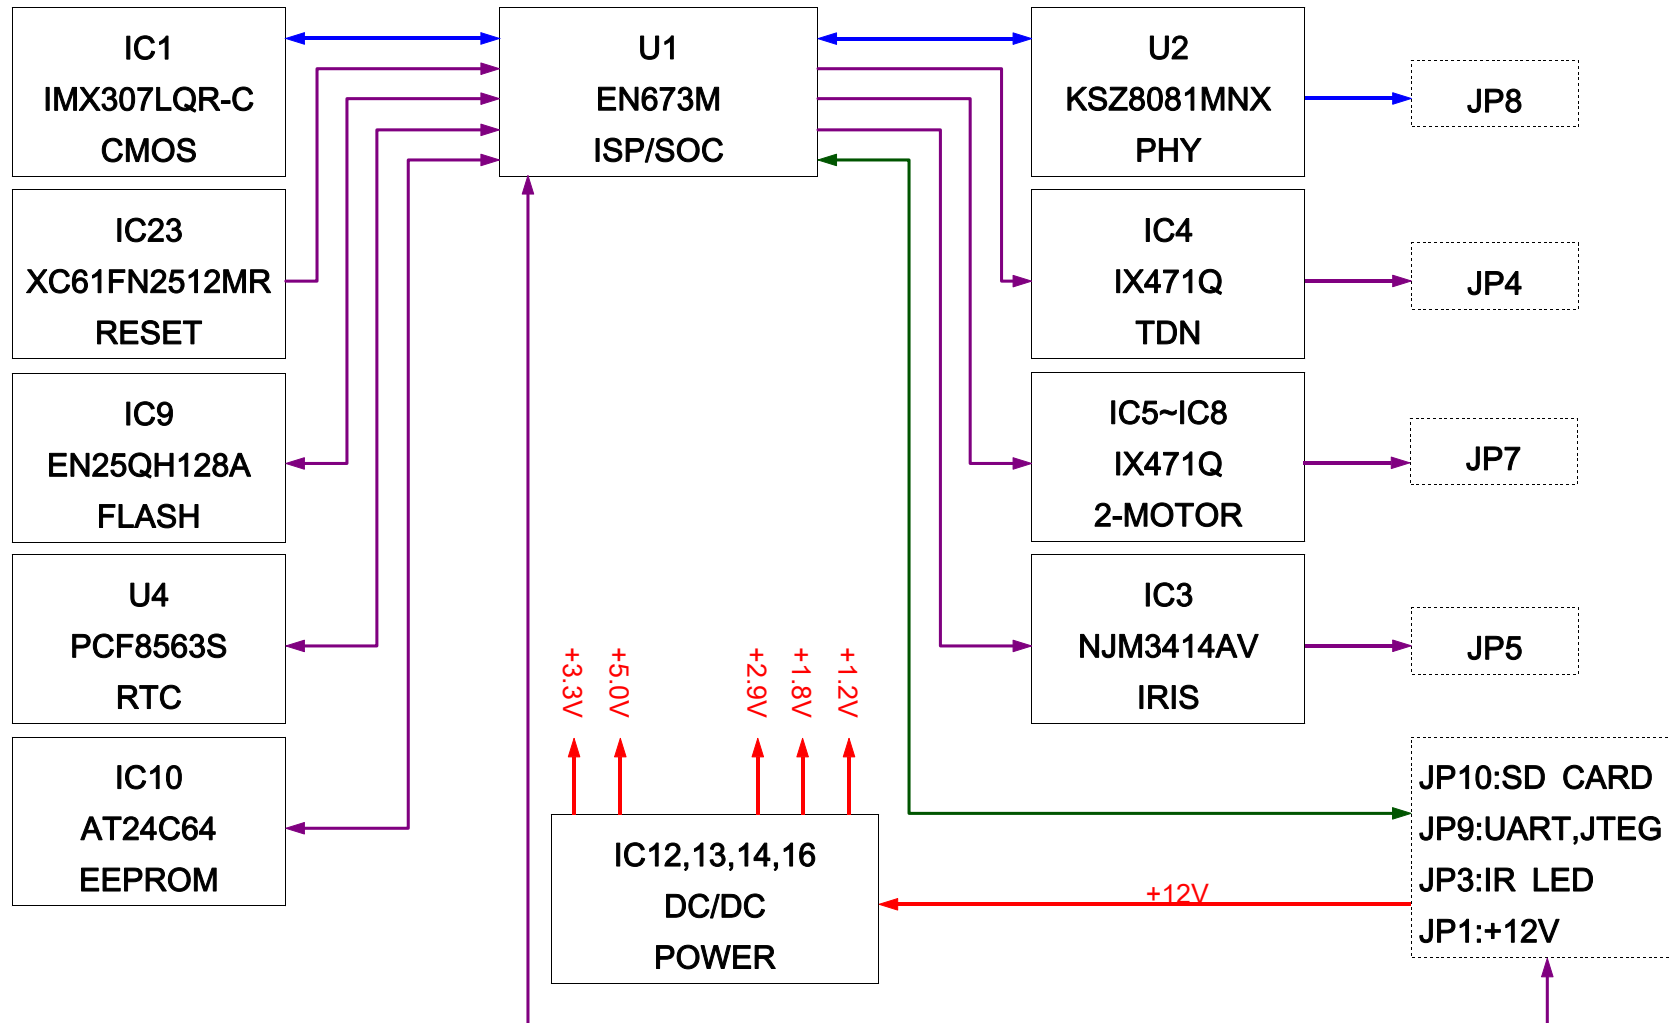 IC1
IMX307LQR-C
CMOS
U1
EN673M
ISP/SOC
U2
KSZ8081MNX
PHY
JP8
IC23
XC61FN2512MR
RESET
IC4
IX471Q
TDN
JP4
IC9
EN25QH128A
FLASH
IC5~IC8
IX471Q
2-MOTOR
JP7
U4
PCF8563S
RTC
IC3
NJM3414AV
IRIS
JP5
+3.3V
+5.0V
+2.9V
+1.8V
+1.2V
IC10
AT24C64
EEPROM
IC12,13,14,16
DC/DC
POWER
+12V
JP10:SD CARD
JP9:UART,JTEG
JP3:IR LED
JP1:+12V